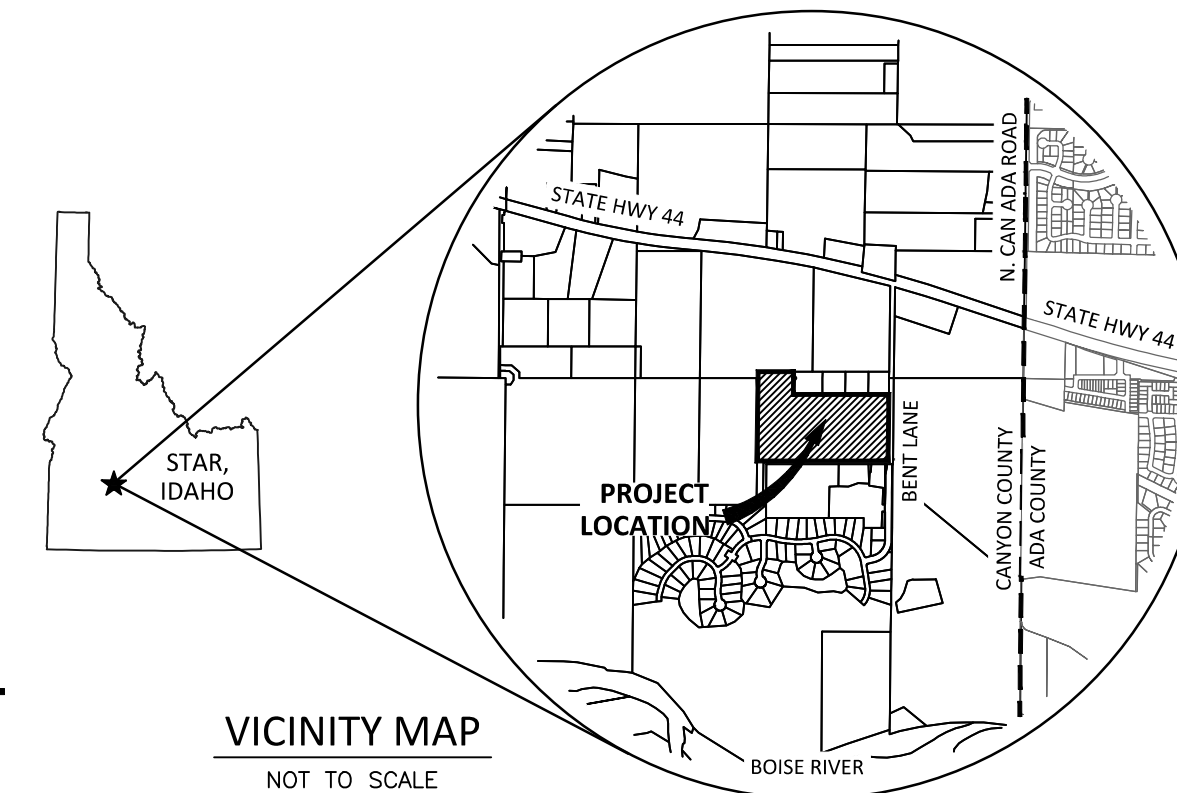 N. CAN ADA ROAD
STATE HWY 44
STATE HWY 44
STAR,
IDAHO
PROJECT
LOCATION
BENT LANE
CANYON COUNTY
ADA COUNTY
VICINITY MAP
NOT TO SCALE
BOISE RIVER